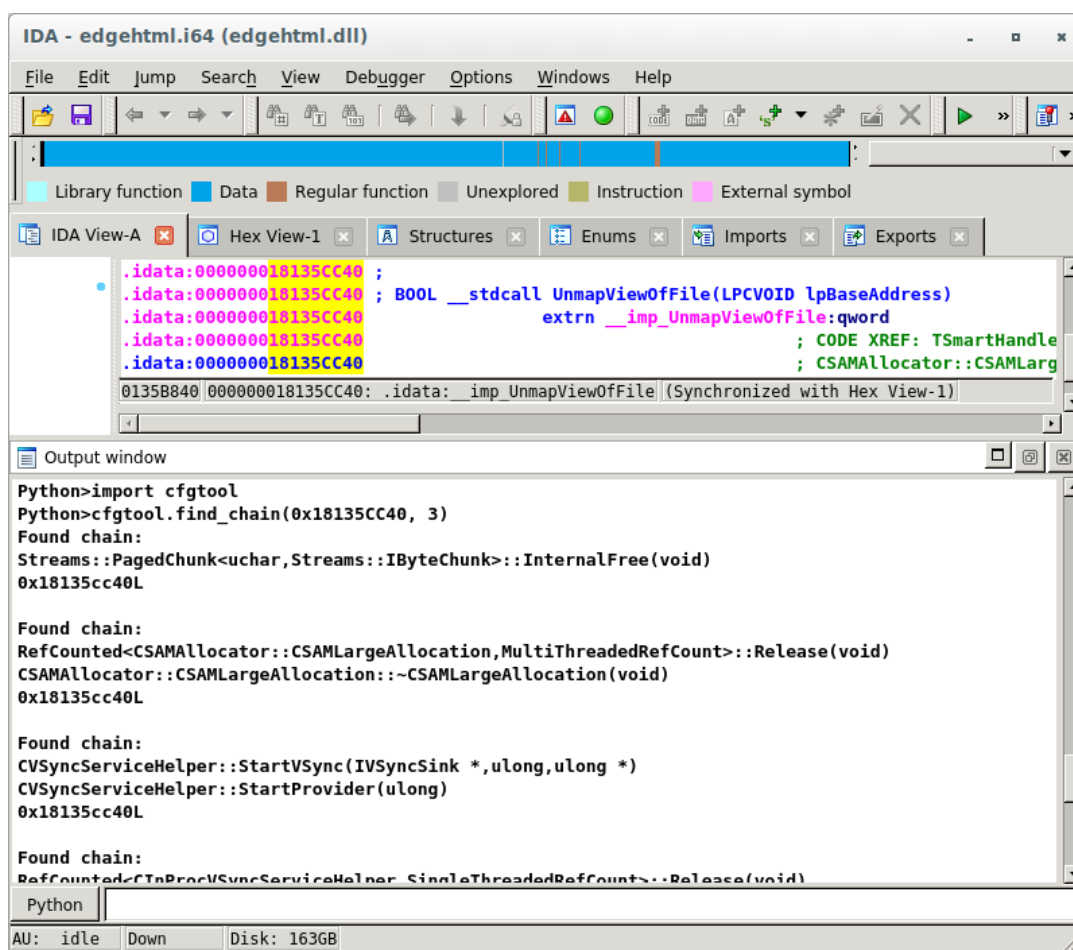 IDA - edgehtml.i64 (edgehtml.dll)
File Edit Jump Search View Debugger Options Windows Help
Library function Data Regular function Unexplored Instruction External symbol
IDA View-A Hex View-1 Structures Enums Imports Exports
.idata:000000018135CC40 ;
.idata:000000018135CC40 ; BOOL __stdcall UnmapViewOfFile(LPCVOID lpBaseAddress)
.idata:000000018135CC40 extrn __imp_UnmapViewOfFile:qword
.idata:000000018135CC40 ; CODE XREF: TSmartHandle
.idata:000000018135CC40 ; CSAMAllocator::CSAMLarg
0135B840 000000018135CC40: .idata:__imp_UnmapViewOfFile (Synchronized with Hex View-1)
Output window
Python>import cfgtool
Python>cfgtool.find_chain(0x18135CC40, 3)
Found chain:
Streams::PagedChunk<uchar,Streams::IByteChunk>::InternalFree(void)
0x18135cc40L
Found chain:
RefCounted<CSAMAllocator::CSAMLargeAllocation,MultiThreadedRefCount>::Release(void)
CSAMAllocator::CSAMLargeAllocation::~CSAMLargeAllocation(void)
0x18135cc40L
Found chain:
CVSyncServiceHelper::StartVSync(IVSyncSink *,ulong,ulong *)
CVSyncServiceHelper::StartProvider(ulong)
0x18135cc40L
Found chain:
RefCounted<CInProcVSyncServiceHelper,SingleThreadedRefCount>::Release(void)
Python
AU: idle Down Disk: 163GB